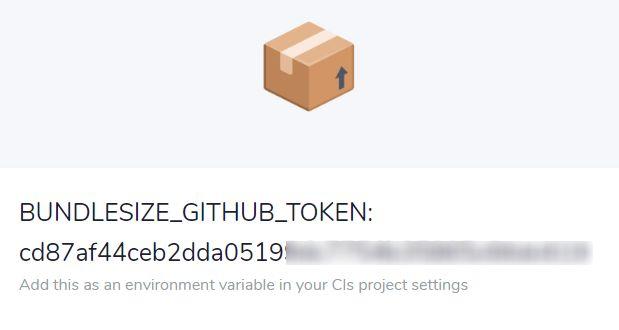 BUNDLESIZE_GITHUB_TOKEN:
cd87af44ceb2dda0519
Add this as an environment variable in your CIs project settings